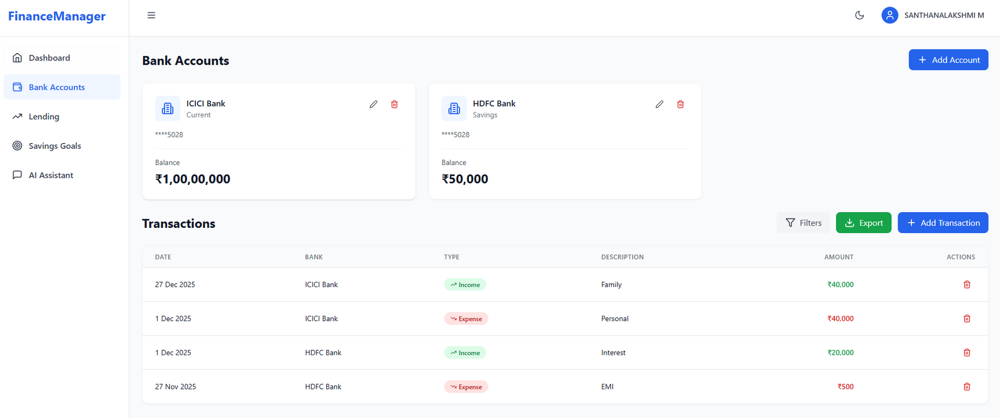 FinanceManager
SANTHANALAKSHMI M
Dashboard
Bank Accounts
Lending
Savings Goals
AI Assistant
Bank Accounts
Add Account
ICICI Bank
Current
****5028
Balance
₹1,00,00,000
HDFC Bank
Savings
****5028
Balance
₹50,000
Transactions
Filters
Export
Add Transaction
DATE BANK TYPE DESCRIPTION AMOUNT ACTIONS
27 Dec 2025 ICICI Bank Income Family ₹40,000
1 Dec 2025 ICICI Bank Expense Personal ₹40,000
1 Dec 2025 HDFC Bank Income Interest ₹20,000
27 Nov 2025 HDFC Bank Expense EMI ₹500